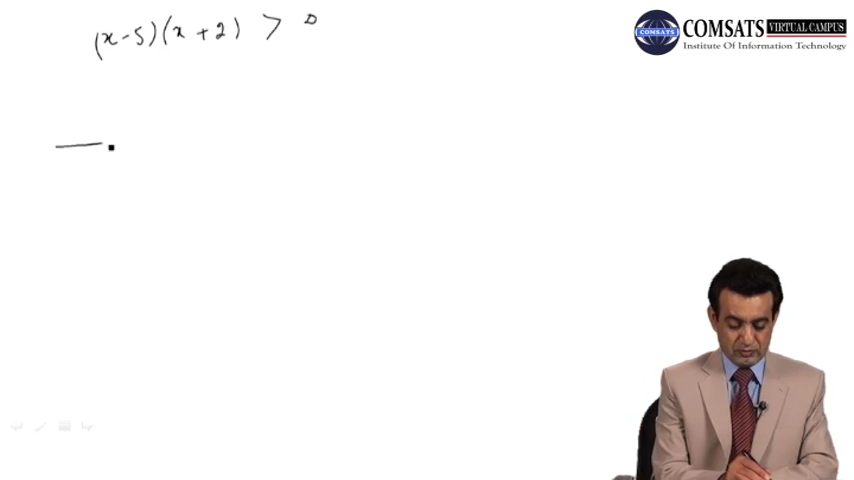 (x-5)(x+2) > 0
COMSATS
COMSATS VIRTUAL CAMPUS
Institute Of Information Technology